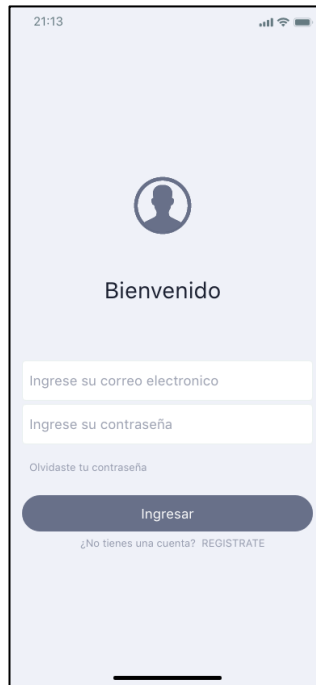 21:13
Bienvenido
Ingrese su correo electronico
Ingrese su contraseña
Olvidaste tu contraseña
Ingresar
¿No tienes una cuenta? REGISTRATE